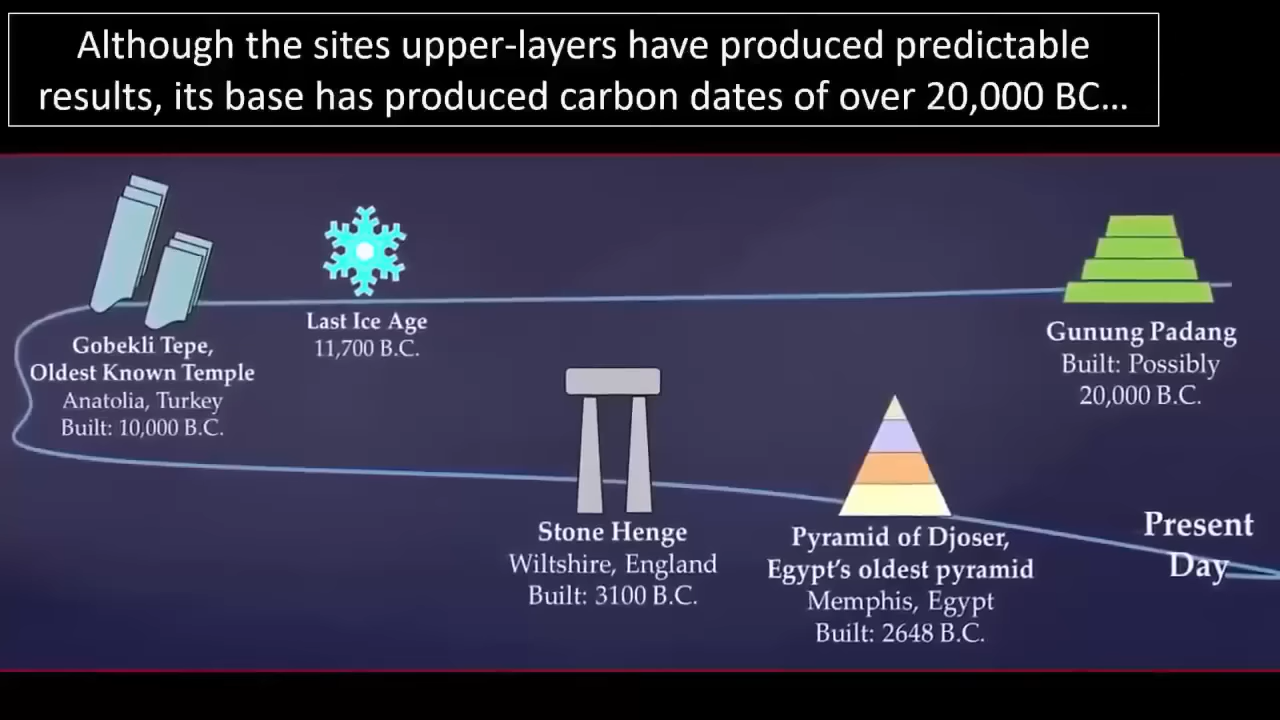 Although the sites upper-layers have produced predictable
results, its base has produced carbon dates of over 20,000 BC...
Gobekli Tepe,
Oldest Known Temple
Anatolia, Turkey
Built: 10,000 B.C.
Last Ice Age
11,700 B.C.
Gunung Padang
Built: Possibly
20,000 B.C.
Stone Henge
Wiltshire, England
Built: 3100 B.C.
Pyramid of Djoser,
Egypt's oldest pyramid
Memphis, Egypt
Built: 2648 B.C.
Present
Day